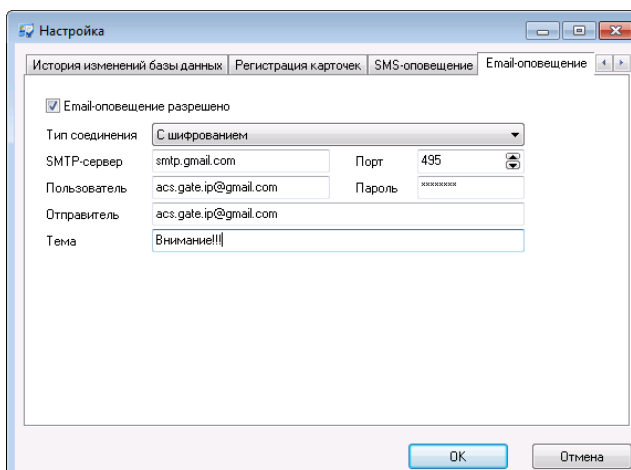 Настройка
История изменений базы данных Регистрация карточек SMS-оповещение Email-оповещение
Email-оповещение разрешено
Тип соединения С шифрованием
SMTP-сервер smtp.gmail.com Порт 495
Пользователь acs.gate.ip@gmail.com Пароль ********
Отправитель acs.gate.ip@gmail.com
Тема Внимание!!!
OK Отмена